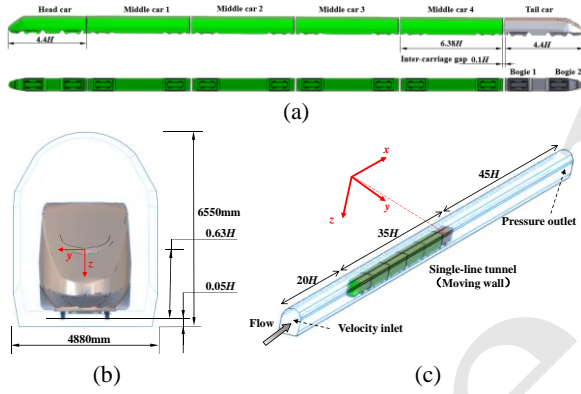 Head car Middle car 1 Middle car 2 Middle car 3 Middle car 4 Tail car
4.4H 6.38H 4.4H
Inter-carriage gap 0.1H
Bogie 1 Bogie 2
(a)
6550mm
0.63H
y
z
0.05H
4880mm
(b)
x
y
z
45H
Pressure outlet
35H
Single-line tunnel
(Moving wall)
20H
Flow
Velocity inlet
(c)